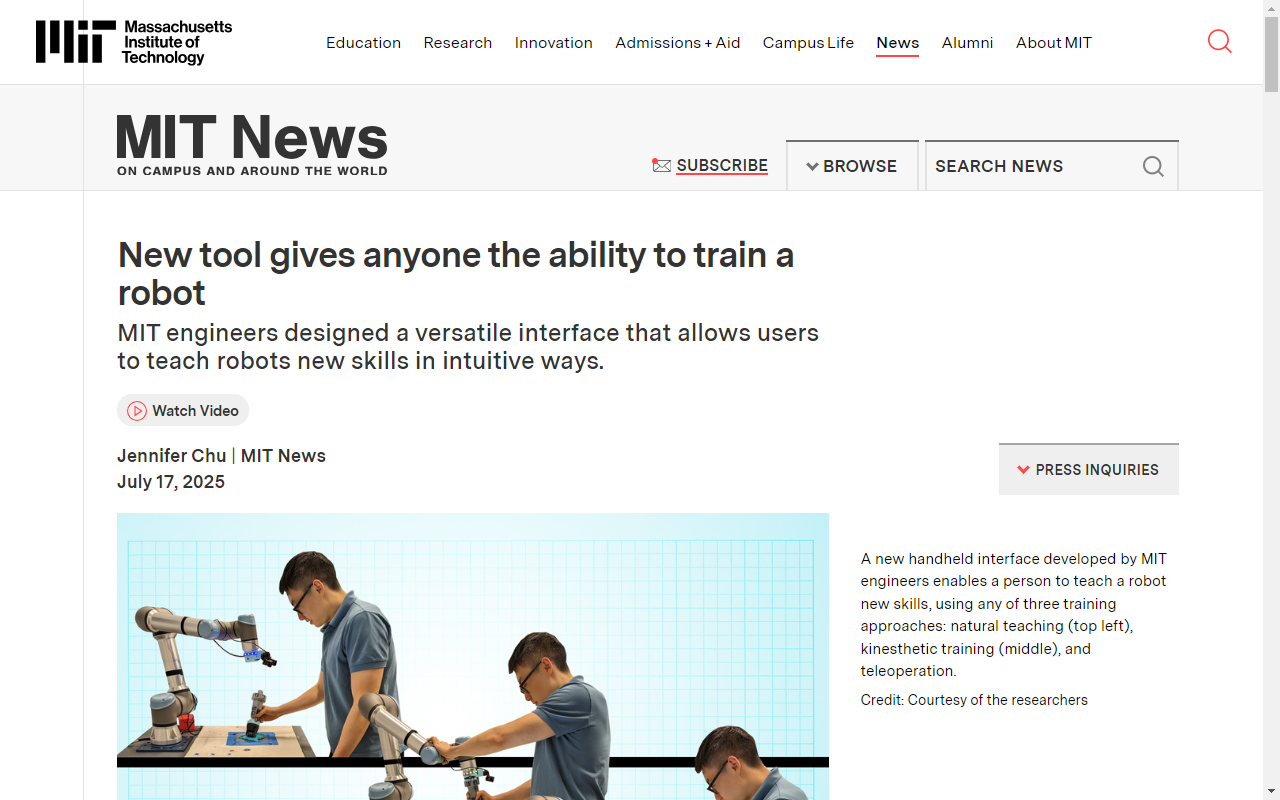 Massachusetts
Institute of
Technology
Education Research Innovation Admissions + Aid Campus Life News Alumni About MIT
MIT News
ON CAMPUS AND AROUND THE WORLD
SUBSCRIBE
BROWSE
SEARCH NEWS
New tool gives anyone the ability to train a
robot
MIT engineers designed a versatile interface that allows users
to teach robots new skills in intuitive ways.
Watch Video
Jennifer Chu | MIT News
July 17, 2025
PRESS INQUIRIES
A new handheld interface developed by MIT
engineers enables a person to teach a robot
new skills, using any of three training
approaches: natural teaching (top left),
kinesthetic training (middle), and
teleoperation.
Credit: Courtesy of the researchers